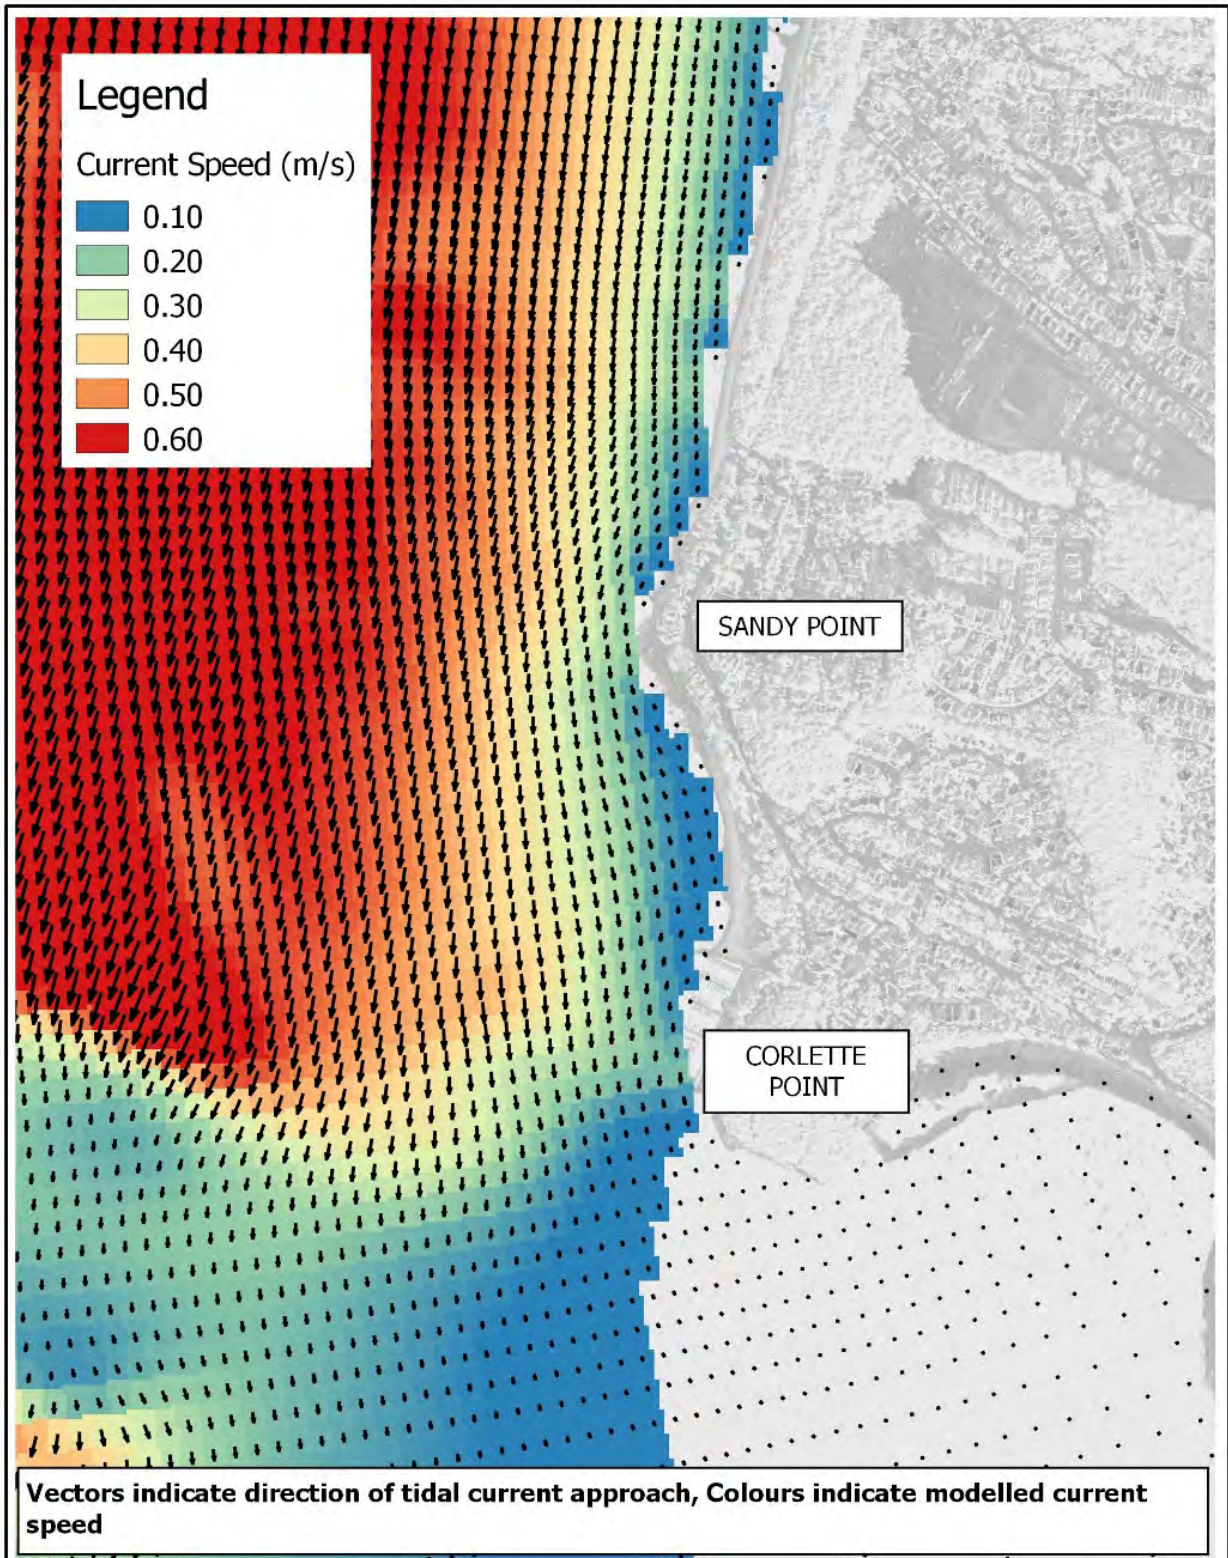 Legend
Current Speed (m/s)
0.10
0.20
0.30
0.40
0.50
0.60
SANDY POINT
CORLETTE
POINT
Vectors indicate direction of tidal current approach, Colours indicate modelled current
speed